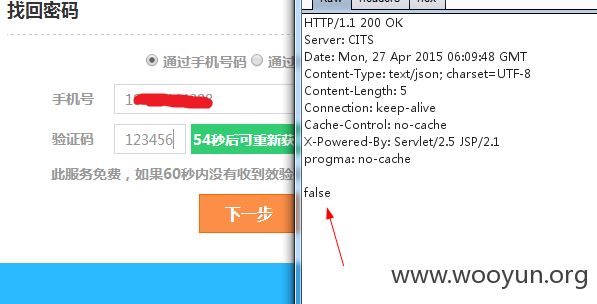 找回密码
通过手机号码 通过
手机号
验证码 123456 54秒后可重新获
此服务免费，如果60秒内没有收到效验
下一步
HTTP/1.1 200 OK
Server: CITS
Date: Mon, 27 Apr 2015 06:09:48 GMT
Content-Type: text/json; charset=UTF-8
Content-Length: 5
Connection: keep-alive
Cache-Control: no-cache
X-Powered-By: Servlet/2.5 JSP/2.1
progma: no-cache
false
www.wooyun.org